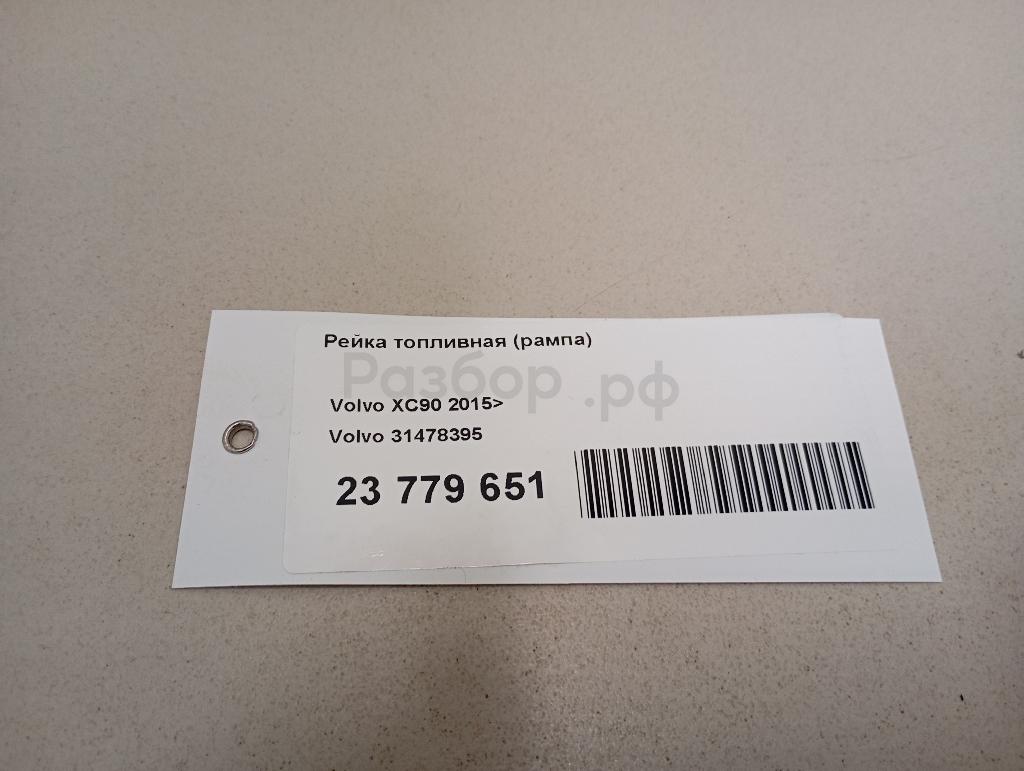 Рейка топливная (рампа)
Разбор.рф
Volvo XC90 2015>
Volvo 31478395
23 779 651